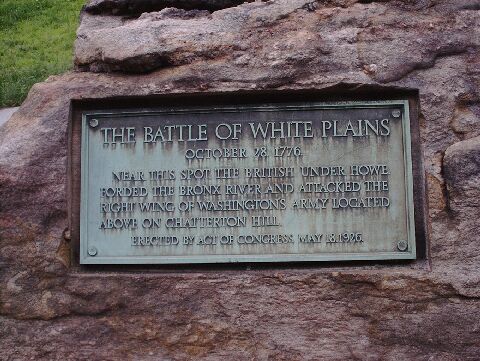 THE BATTLE OF WHITE PLAINS
OCTOBER 28, 1776.
NEAR THIS SPOT THE BRITISH UNDER HOWE
FORDED THE BRONX RIVER AND ATTACKED THE
RIGHT WING OF WASHINGTONS ARMY LOCATED
ABOVE ON CHATTERTON HILL.
ERECTED BY ACT OF CONGRESS, MAY 18, 1926.